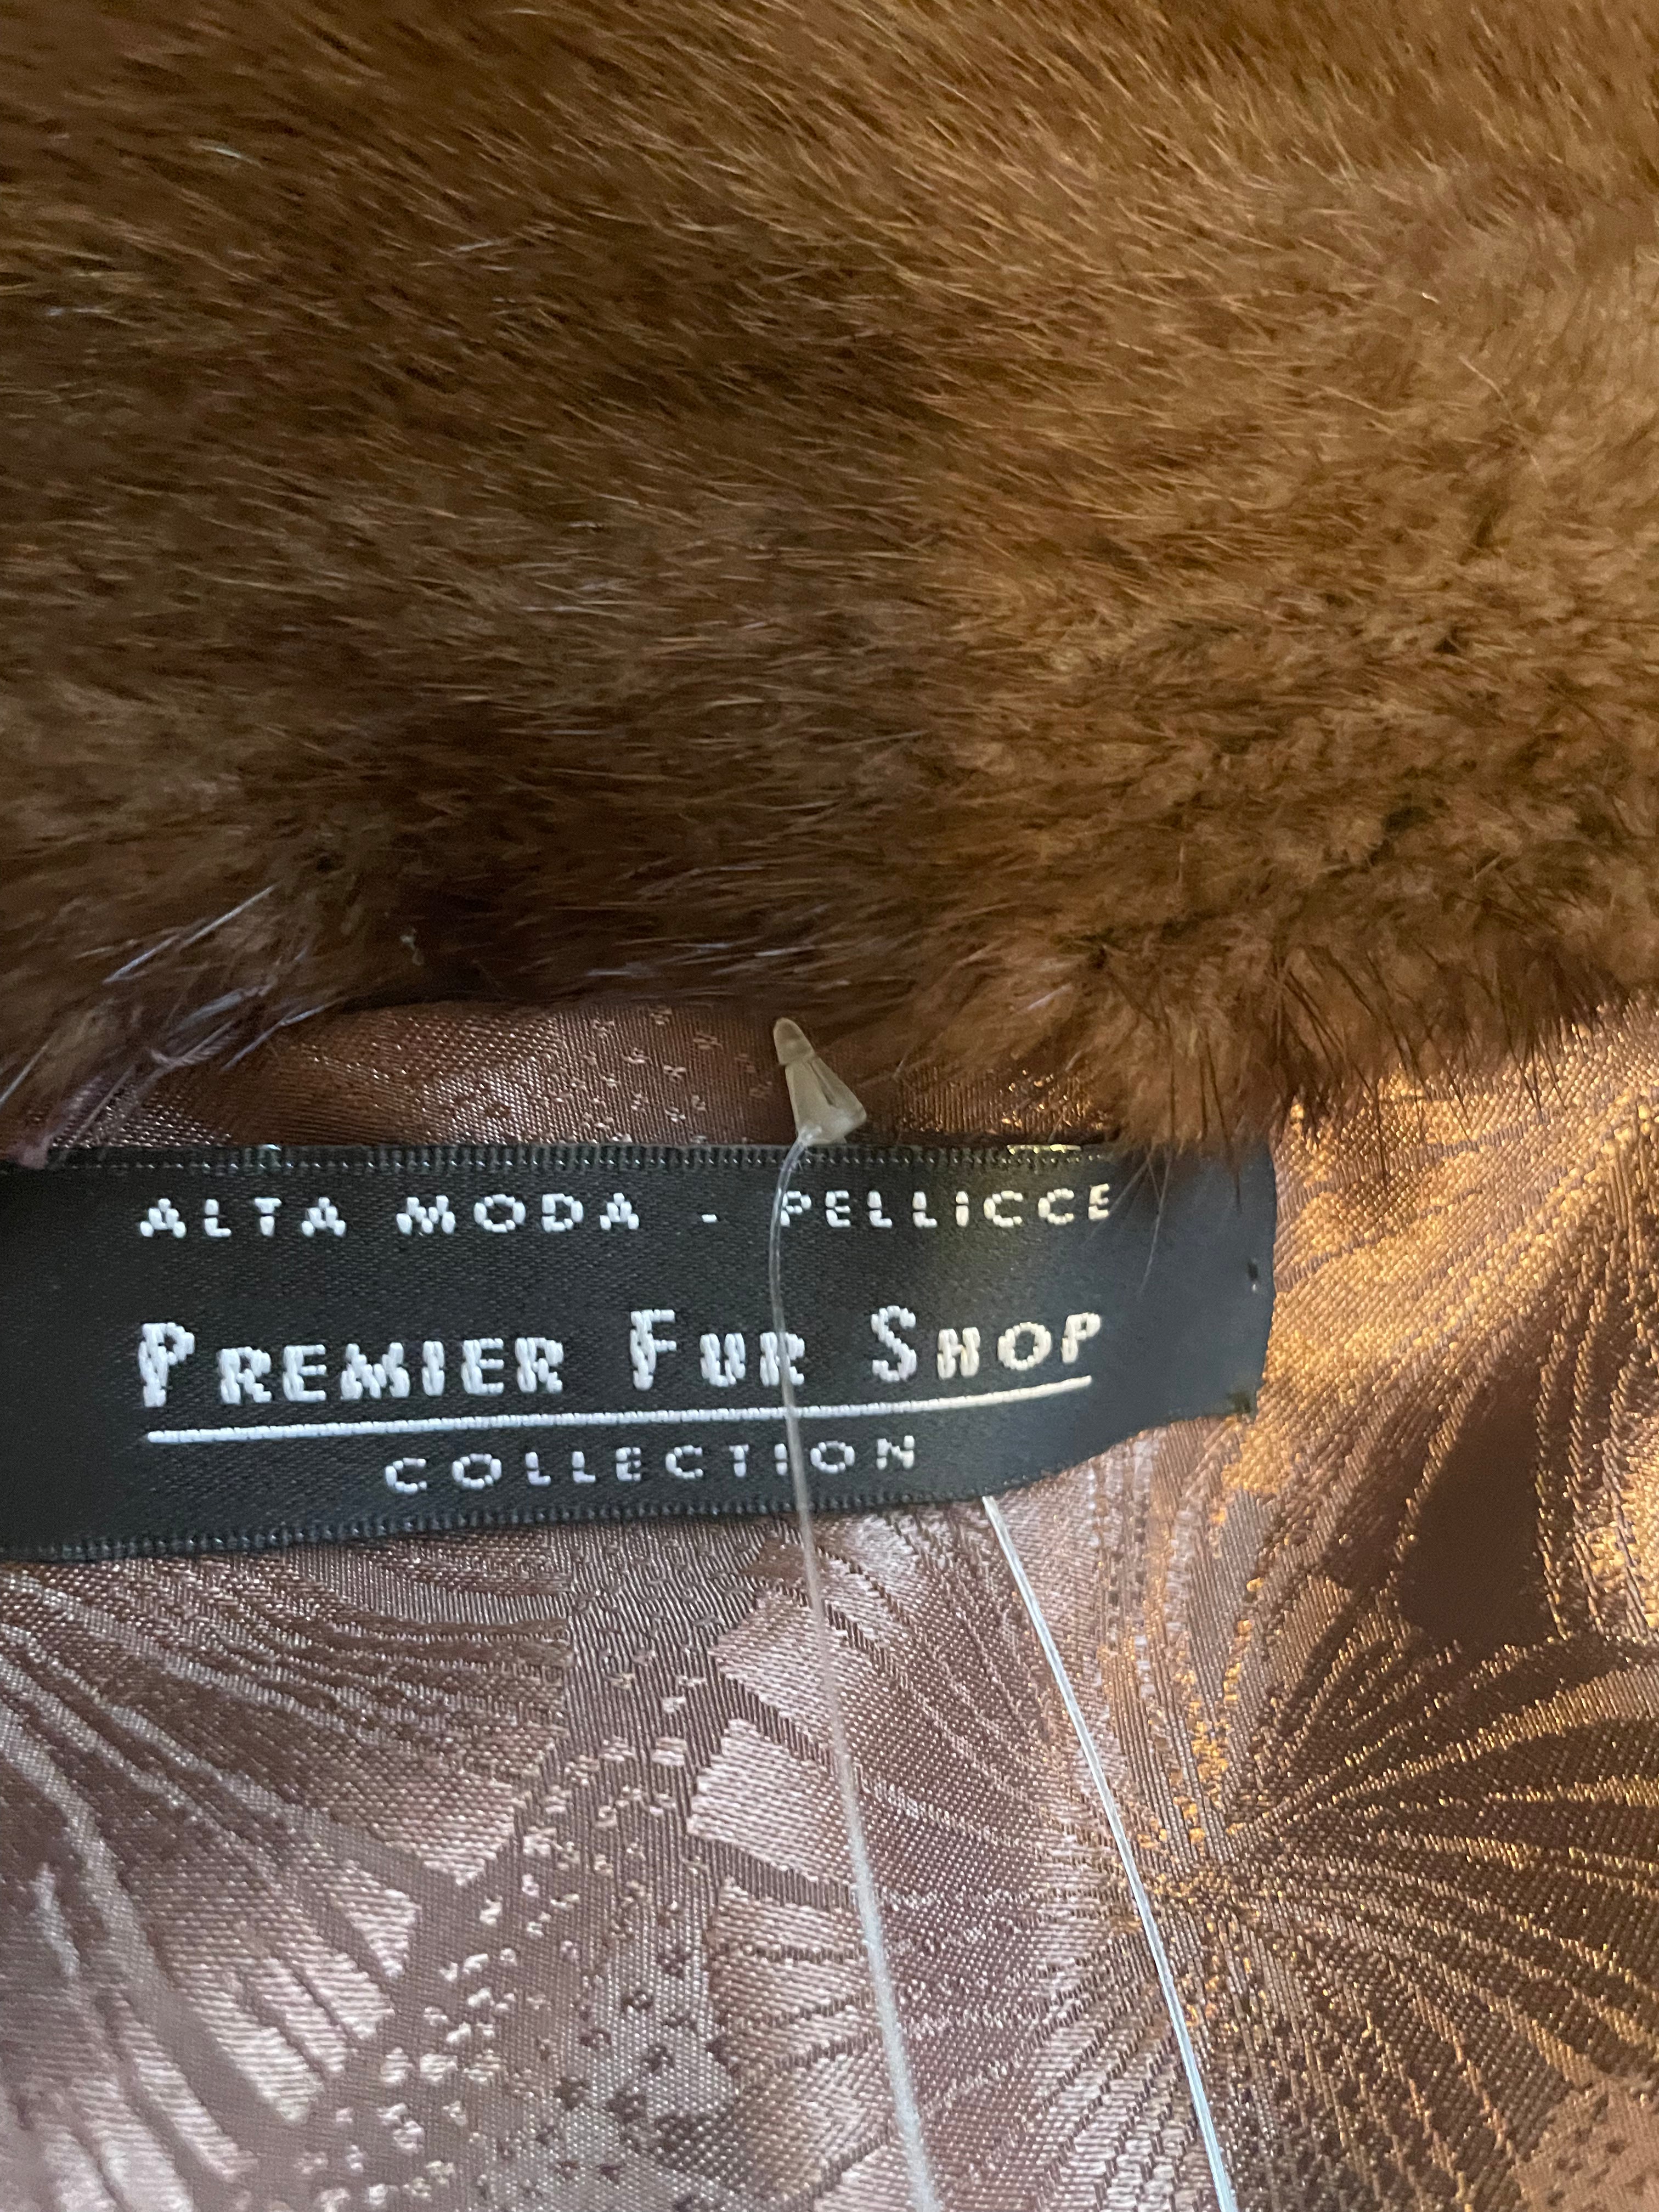 ALTA MODA - PELLICCE
PREMIER FUR SHOP
COLLECTION